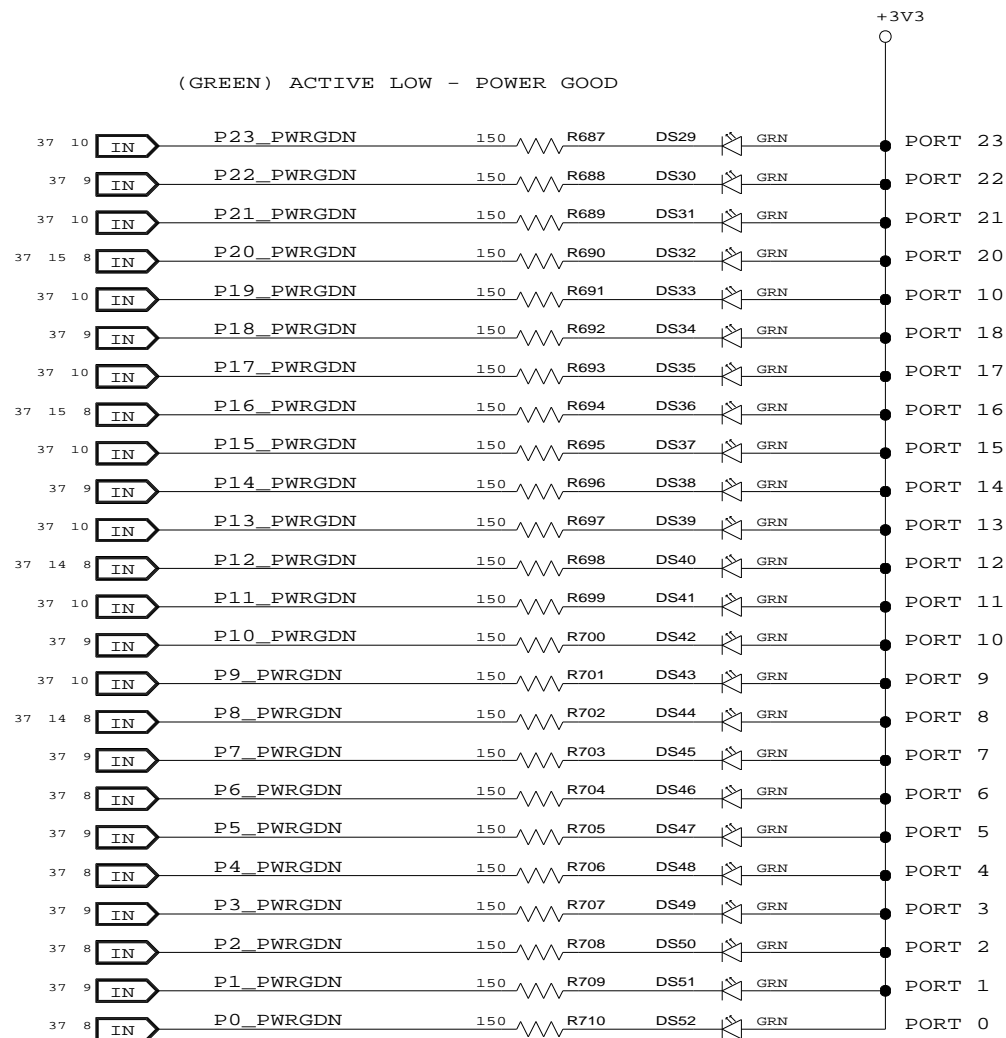 +3V3
(GREEN) ACTIVE LOW - POWER GOOD
37 10 IN P23_PWRGDN 150 R687 DS29 GRN PORT 23
37 9 IN P22_PWRGDN 150 R688 DS30 GRN PORT 22
37 10 IN P21_PWRGDN 150 R689 DS31 GRN PORT 21
37 15 8 IN P20_PWRGDN 150 R690 DS32 GRN PORT 20
37 10 IN P19_PWRGDN 150 R691 DS33 GRN PORT 10
37 9 IN P18_PWRGDN 150 R692 DS34 GRN PORT 18
37 10 IN P17_PWRGDN 150 R693 DS35 GRN PORT 17
37 15 8 IN P16_PWRGDN 150 R694 DS36 GRN PORT 16
37 10 IN P15_PWRGDN 150 R695 DS37 GRN PORT 15
37 9 IN P14_PWRGDN 150 R696 DS38 GRN PORT 14
37 10 IN P13_PWRGDN 150 R697 DS39 GRN PORT 13
37 14 8 IN P12_PWRGDN 150 R698 DS40 GRN PORT 12
37 10 IN P11_PWRGDN 150 R699 DS41 GRN PORT 11
37 9 IN P10_PWRGDN 150 R700 DS42 GRN PORT 10
37 10 IN P9_PWRGDN 150 R701 DS43 GRN PORT 9
37 14 8 IN P8_PWRGDN 150 R702 DS44 GRN PORT 8
37 9 IN P7_PWRGDN 150 R703 DS45 GRN PORT 7
37 8 IN P6_PWRGDN 150 R704 DS46 GRN PORT 6
37 9 IN P5_PWRGDN 150 R705 DS47 GRN PORT 5
37 8 IN P4_PWRGDN 150 R706 DS48 GRN PORT 4
37 9 IN P3_PWRGDN 150 R707 DS49 GRN PORT 3
37 8 IN P2_PWRGDN 150 R708 DS50 GRN PORT 2
37 9 IN P1_PWRGDN 150 R709 DS51 GRN PORT 1
37 8 IN P0_PWRGDN 150 R710 DS52 GRN PORT 0